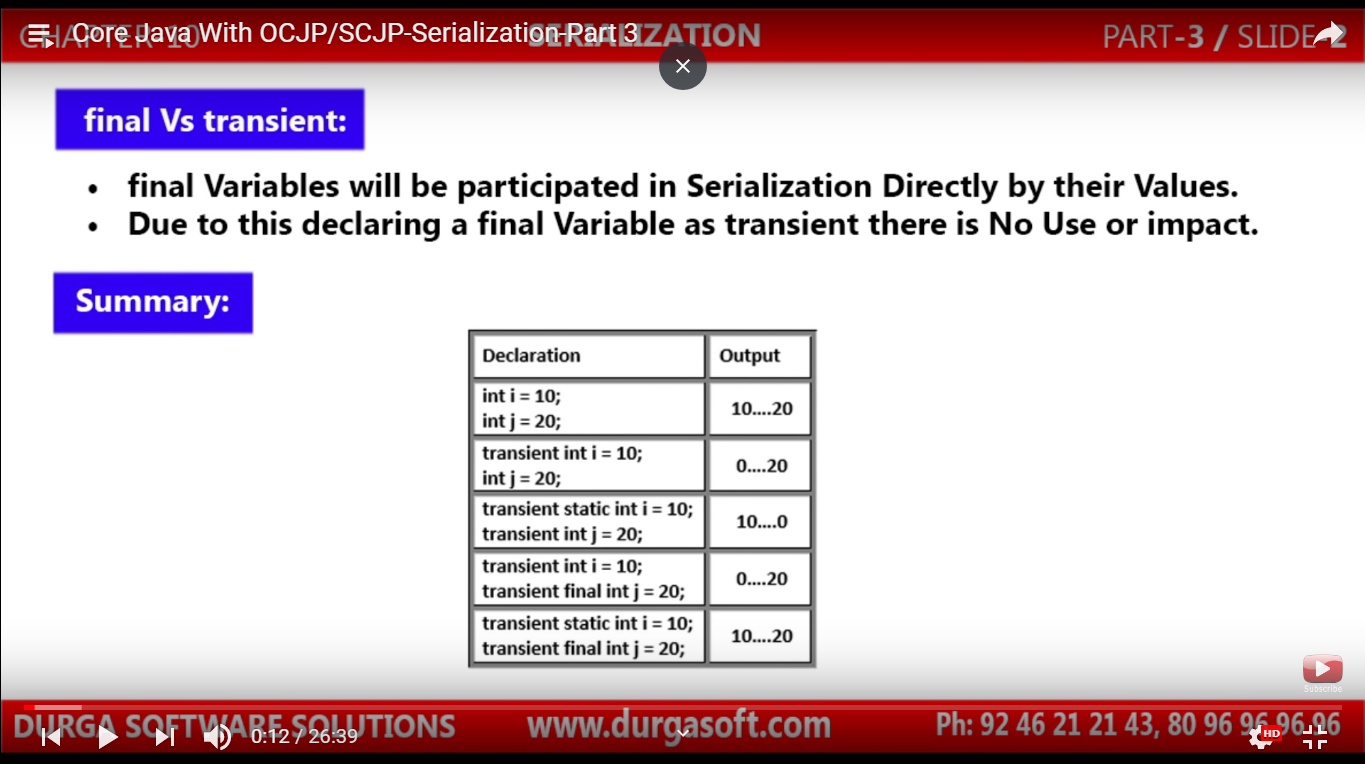 CHAPTER-10
Core Java With OCJP/SCJP-Serialization-Part 3
SERIALIZATION
PART-3 / SLIDE-2
final Vs transient:
• final Variables will be participated in Serialization Directly by their Values.
• Due to this declaring a final Variable as transient there is No Use or impact.
Summary:
Declaration Output
int i = 10;
int j = 20;
10....20
transient int i = 10;
int j = 20;
0....20
transient static int i = 10;
transient int j = 20;
10....0
transient int i = 10;
transient final int j = 20;
0....20
transient static int i = 10;
transient final int j = 20;
10....20
Subscribe
DURGA SOFTWARE SOLUTIONS
www.durgasoft.com
Ph: 92 46 21 21 43, 80 96 96 96 96
0:12 / 26:39
HD